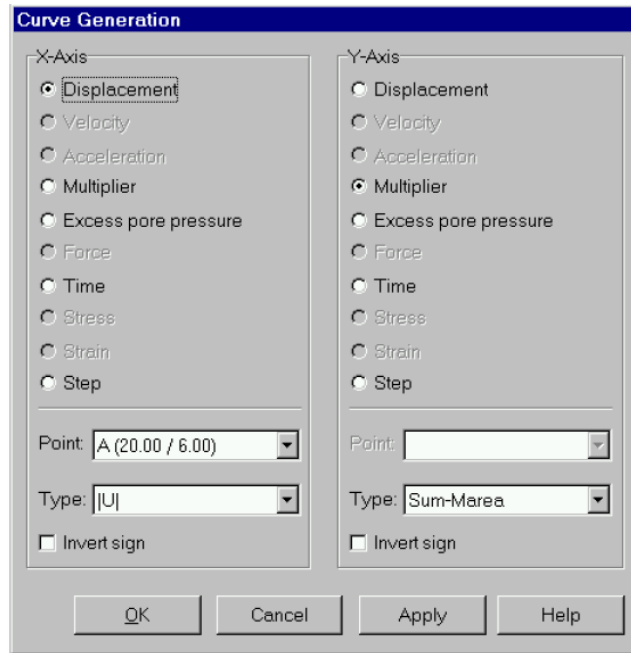 Curve Generation
X-Axis
Displacement
Velocity
Acceleration
Multiplier
Excess pore pressure
Force
Time
Stress
Strain
Step
Point: A (20.00 / 6.00)
Type: |U|
Invert sign
Y-Axis
Displacement
Velocity
Acceleration
Multiplier
Excess pore pressure
Force
Time
Stress
Strain
Step
Point:
Type: Sum-Marea
Invert sign
OK Cancel Apply Help